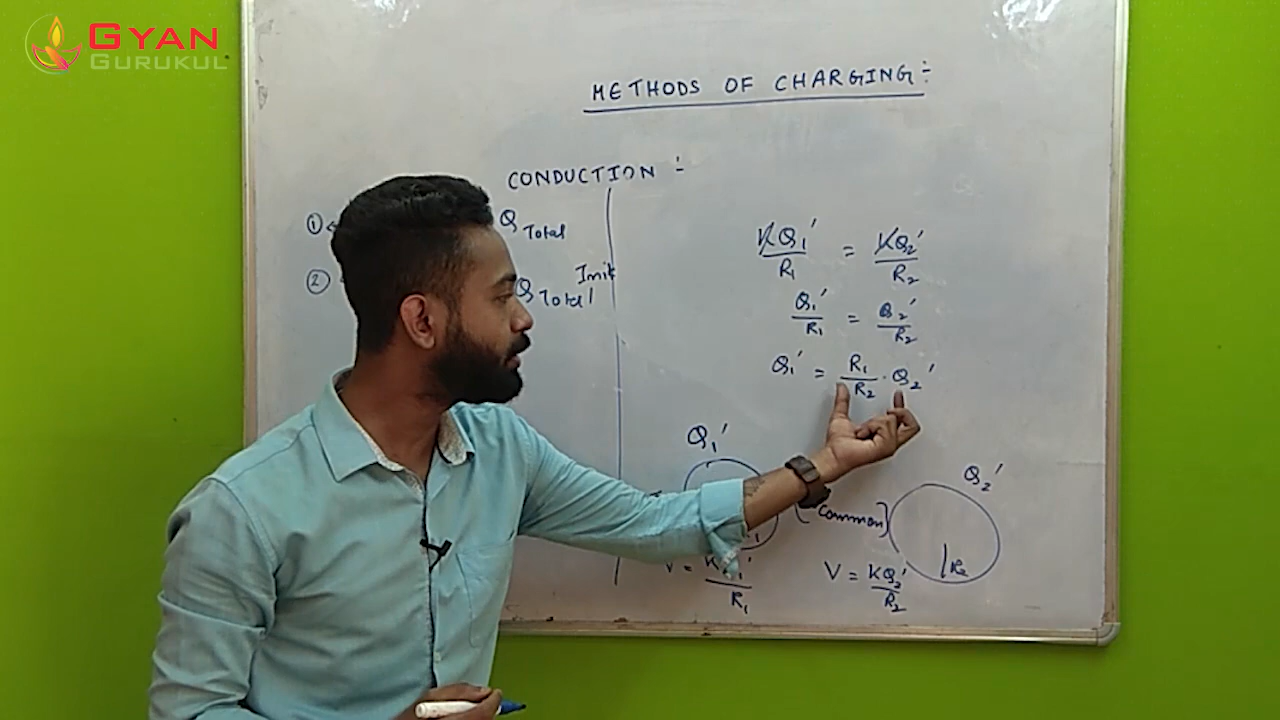 GYAN
GURUKUL
METHODS OF CHARGING :-
CONDUCTION :-
① Q Total
② Q Total Init
KQ₁'/R₁ = KQ₂'/R₂
Q₁'/R₁ = Q₂'/R₂
Q₁' = R₁/R₂ · Q₂'
Q₁' Q₂'
(Common)
R₂
V = KQ₁'/R₁ V = KQ₂'/R₂